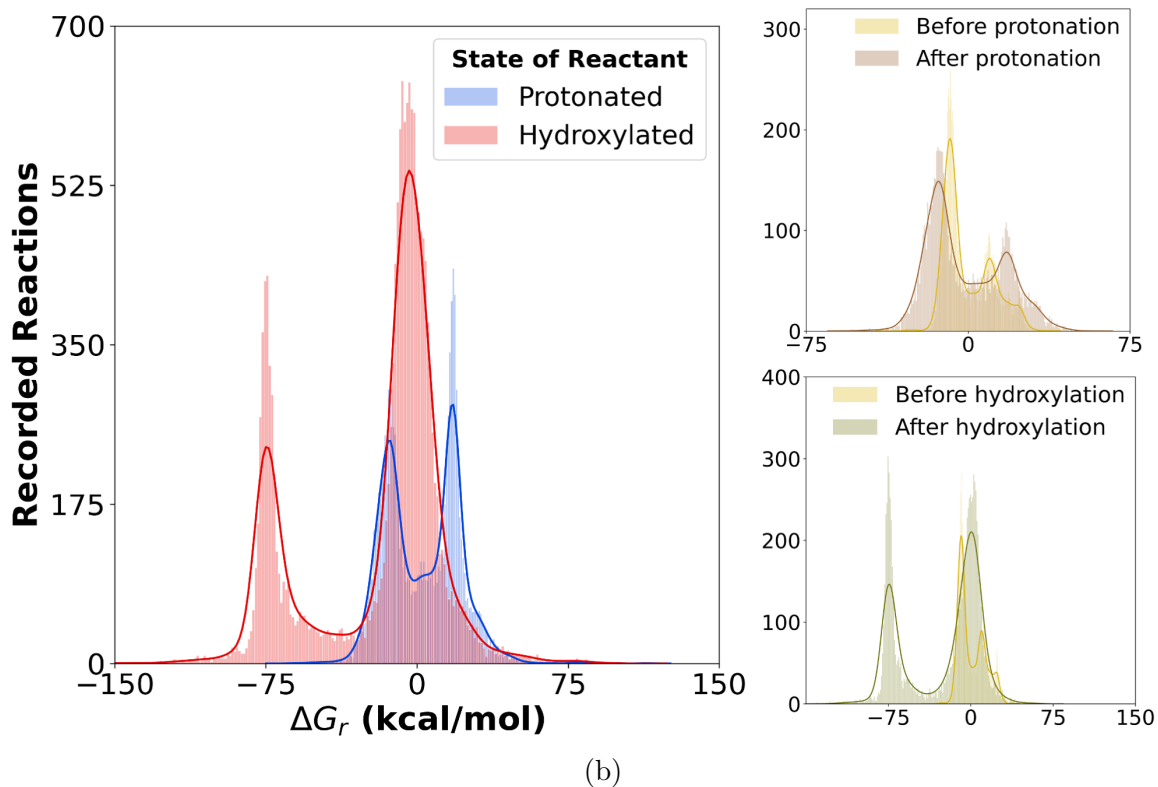 700
525
350
175
0
Recorded Reactions
State of Reactant
Protonated
Hydroxylated
−150
−75
0
75
150
ΔGr (kcal/mol)
300
200
100
0
Before protonation
After protonation
−75
0
75
400
300
200
100
0
Before hydroxylation
After hydroxylation
−75
0
75
150
(b)